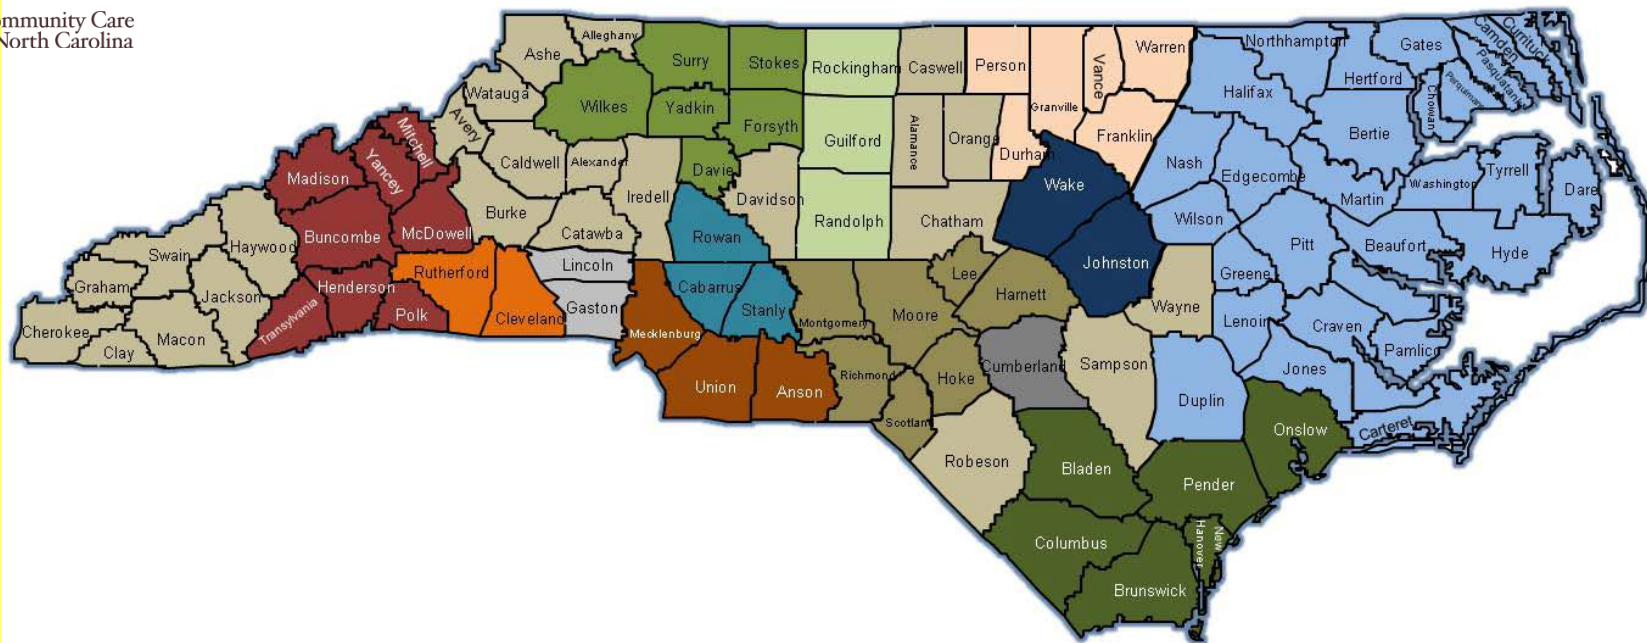 ommunity Care
North Carolina
Ashe
Alleghany
Surry
Stokes
Rockingham
Caswell
Person
Granville
Vance
Warren
Northhampton
Gates
Camden
Currituck
Pasquatank
Perquimans
Chowan
Hertford
Halifax
Bertie
Watauga
Wilkes
Yadkin
Forsyth
Guilford
Alamance
Orange
Durham
Franklin
Avery
Mitchell
Yancey
Madison
Caldwell
Alexander
Iredell
Davie
Davidson
Randolph
Chatham
Wake
Nash
Edgecombe
Martin
Washington
Tyrrell
Dare
Buncombe
McDowell
Burke
Catawba
Rowan
Johnston
Wilson
Pitt
Beaufort
Hyde
Swain
Haywood
Graham
Jackson
Henderson
Transylvania
Polk
Rutherford
Cleveland
Lincoln
Gaston
Cabarrus
Stanly
Montgomery
Moore
Lee
Harnett
Wayne
Greene
Lenoir
Craven
Pamlico
Jones
Cherokee
Clay
Macon
Mecklenburg
Union
Anson
Richmond
Scotlan
Hoke
Cumberland
Sampson
Duplin
Onslow
Carteret
Robeson
Bladen
Pender
Columbus
Brunswick
New
Hanover